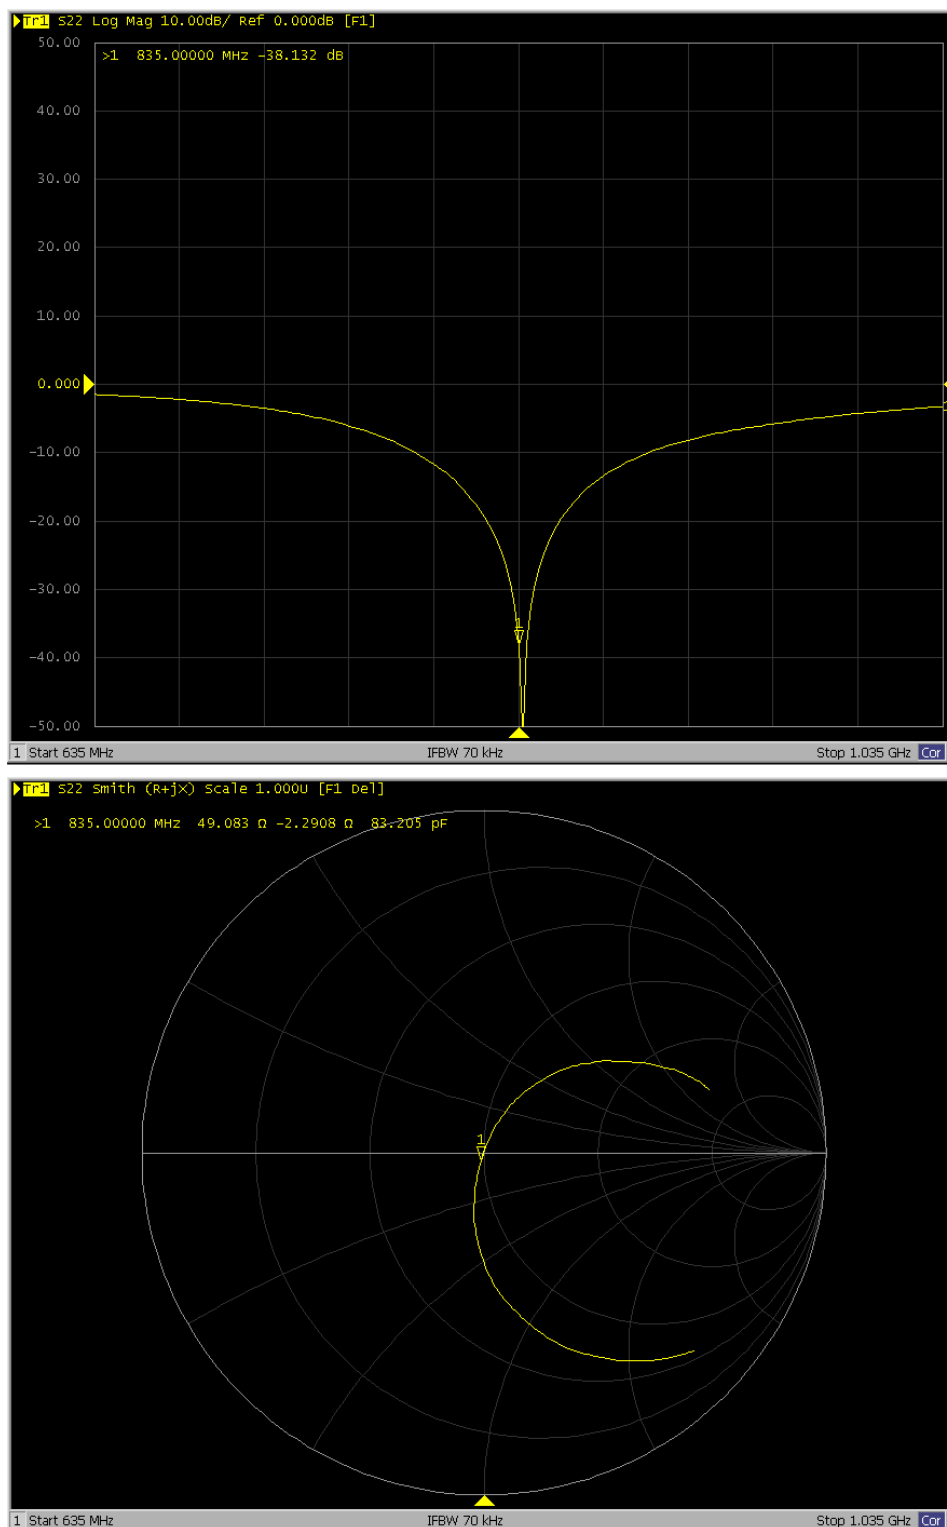 Tr1 S22 Log Mag 10.00dB/ Ref 0.000dB [F1]
50.00
>1 835.00000 MHz -38.132 dB
40.00
30.00
20.00
10.00
0.000
-10.00
-20.00
-30.00
1
-40.00
-50.00
1 Start 635 MHz IFBW 70 kHz Stop 1.035 GHz Cor
Tr1 S22 Smith (R+jX) Scale 1.000U [F1 Del]
>1 835.00000 MHz 49.083 Ω -2.2908 Ω 83.205 pF
1
1 Start 635 MHz IFBW 70 kHz Stop 1.035 GHz Cor